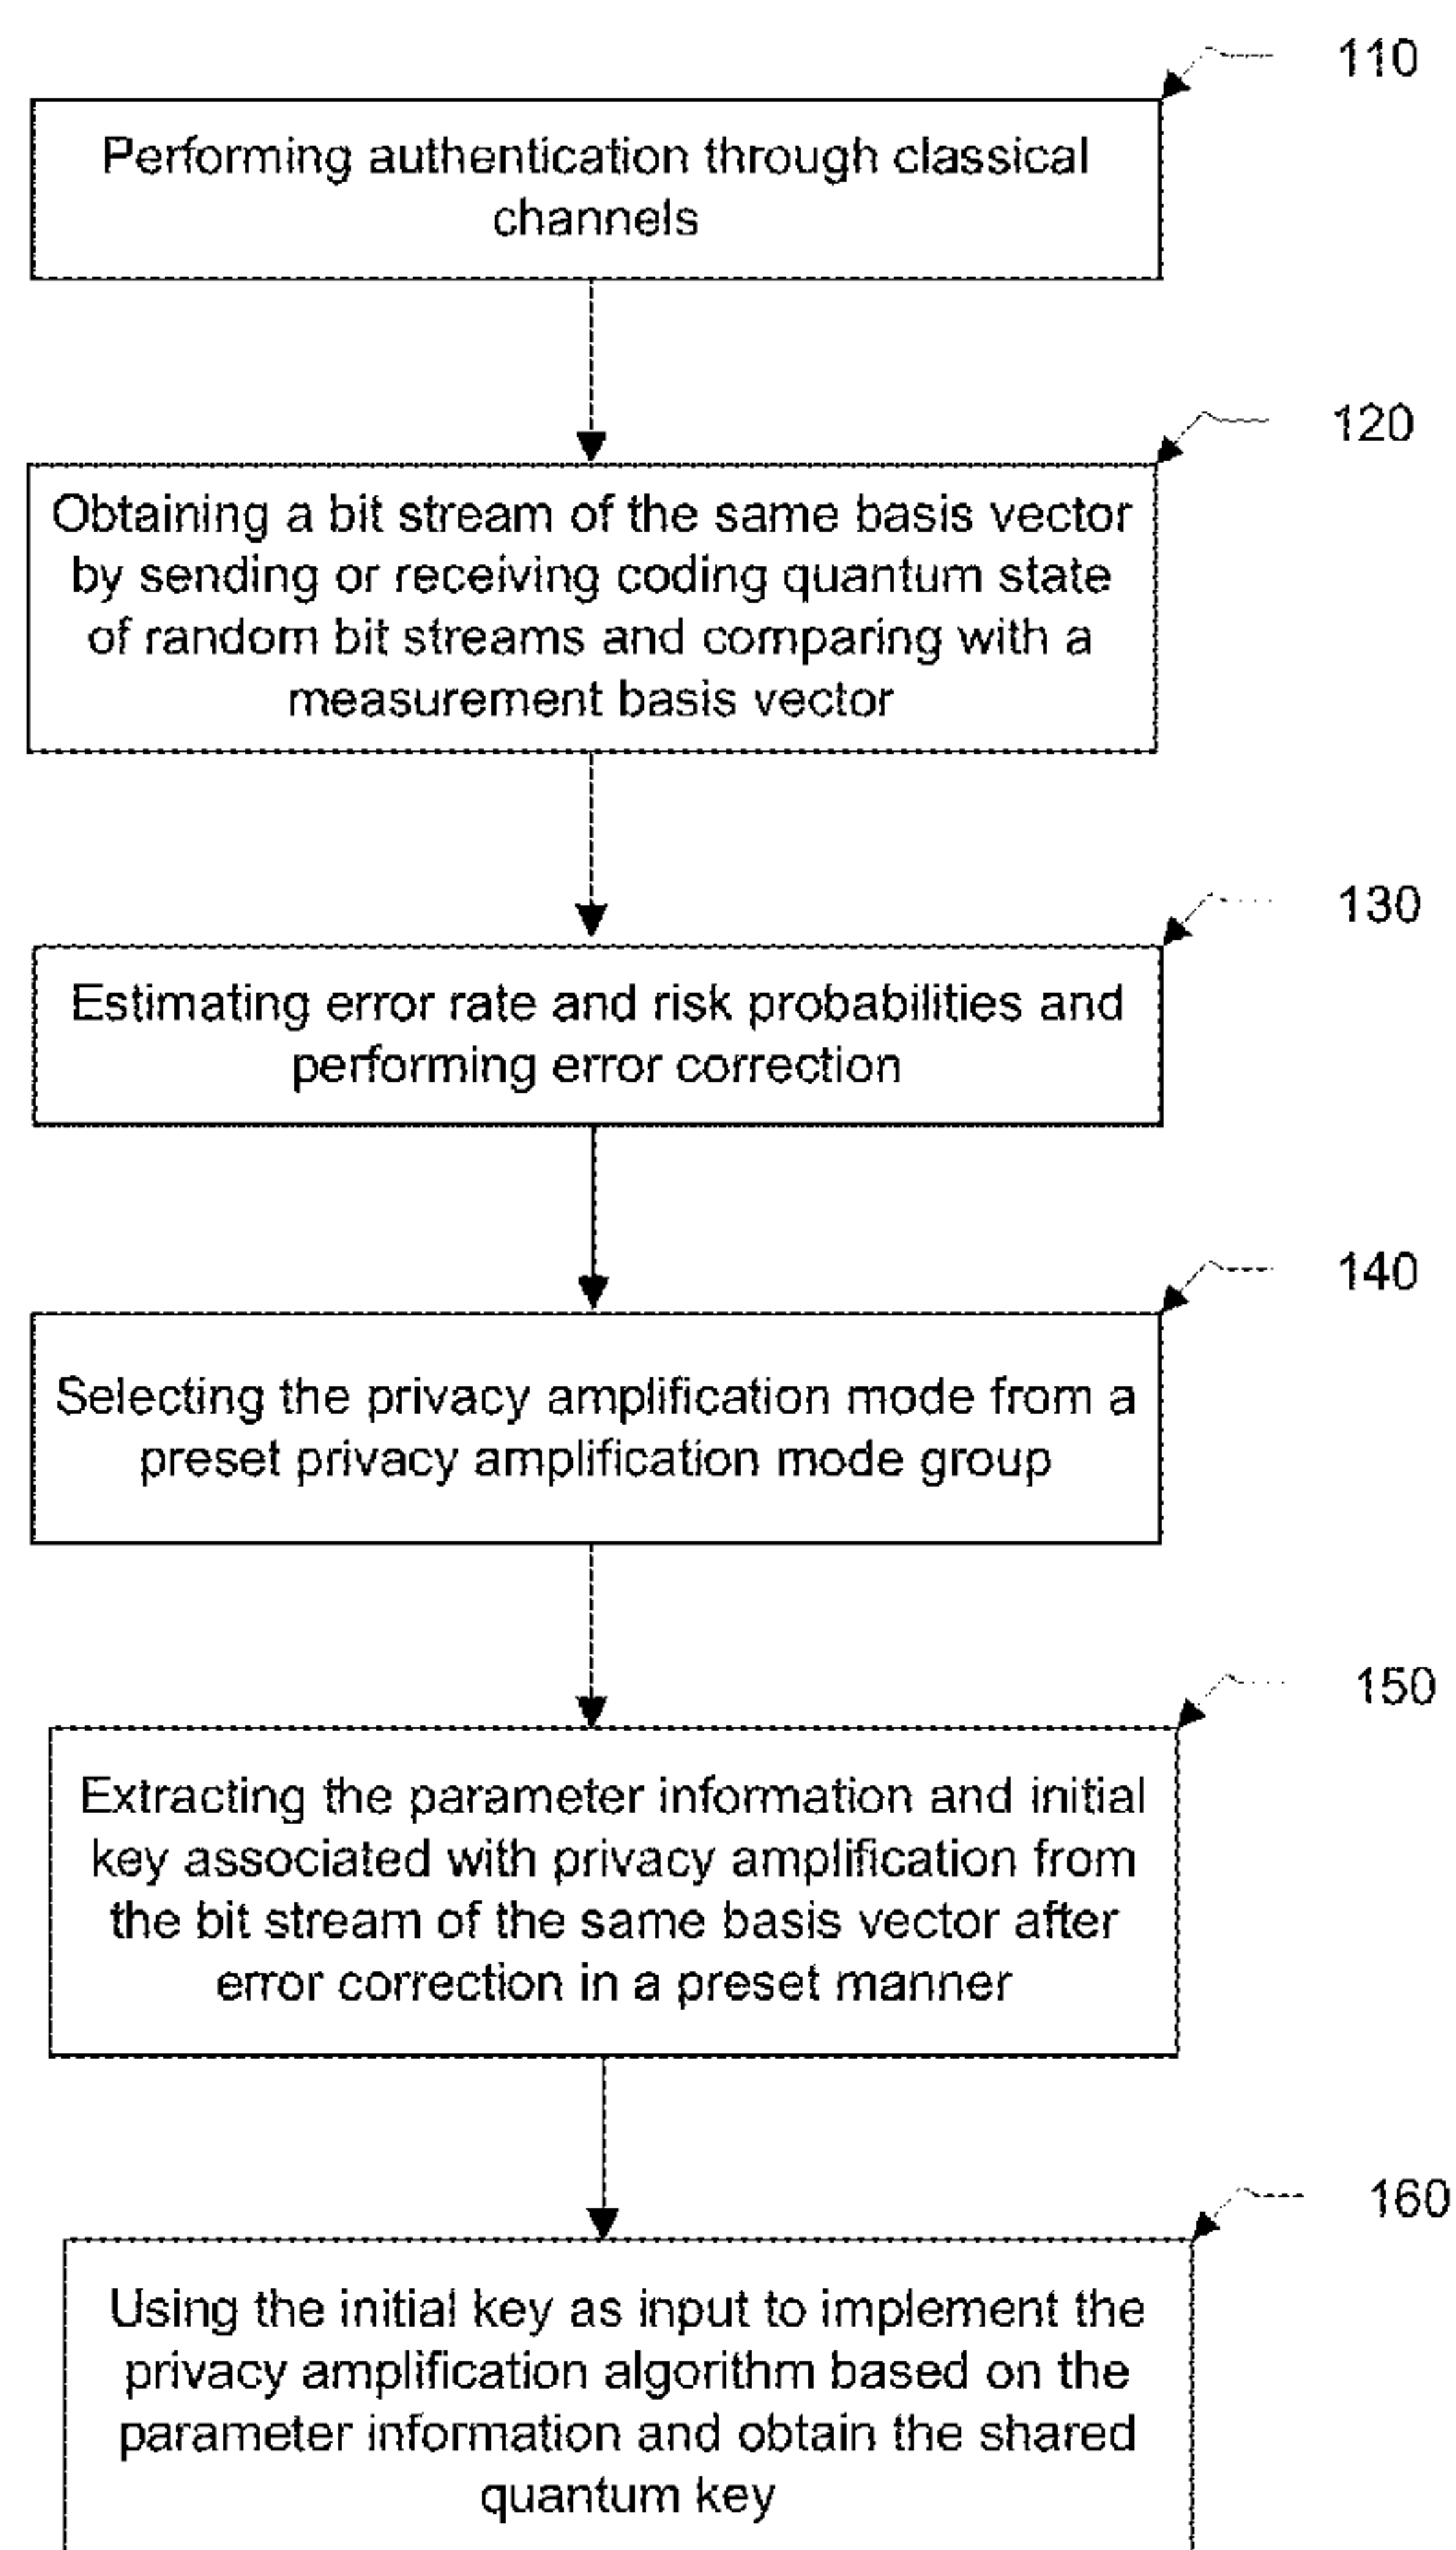 110
Performing authentication through classical
channels
120
Obtaining a bit stream of the same basis vector
by sending or receiving coding quantum state
of random bit streams and comparing with a
measurement basis vector
130
Estimating error rate and risk probabilities and
performing error correction
140
Selecting the privacy amplification mode from a
preset privacy amplification mode group
150
Extracting the parameter information and initial
key associated with privacy amplification from
the bit stream of the same basis vector after
error correction in a preset manner
160
Using the initial key as input to implement the
privacy amplification algorithm based on the
parameter information and obtain the shared
quantum key